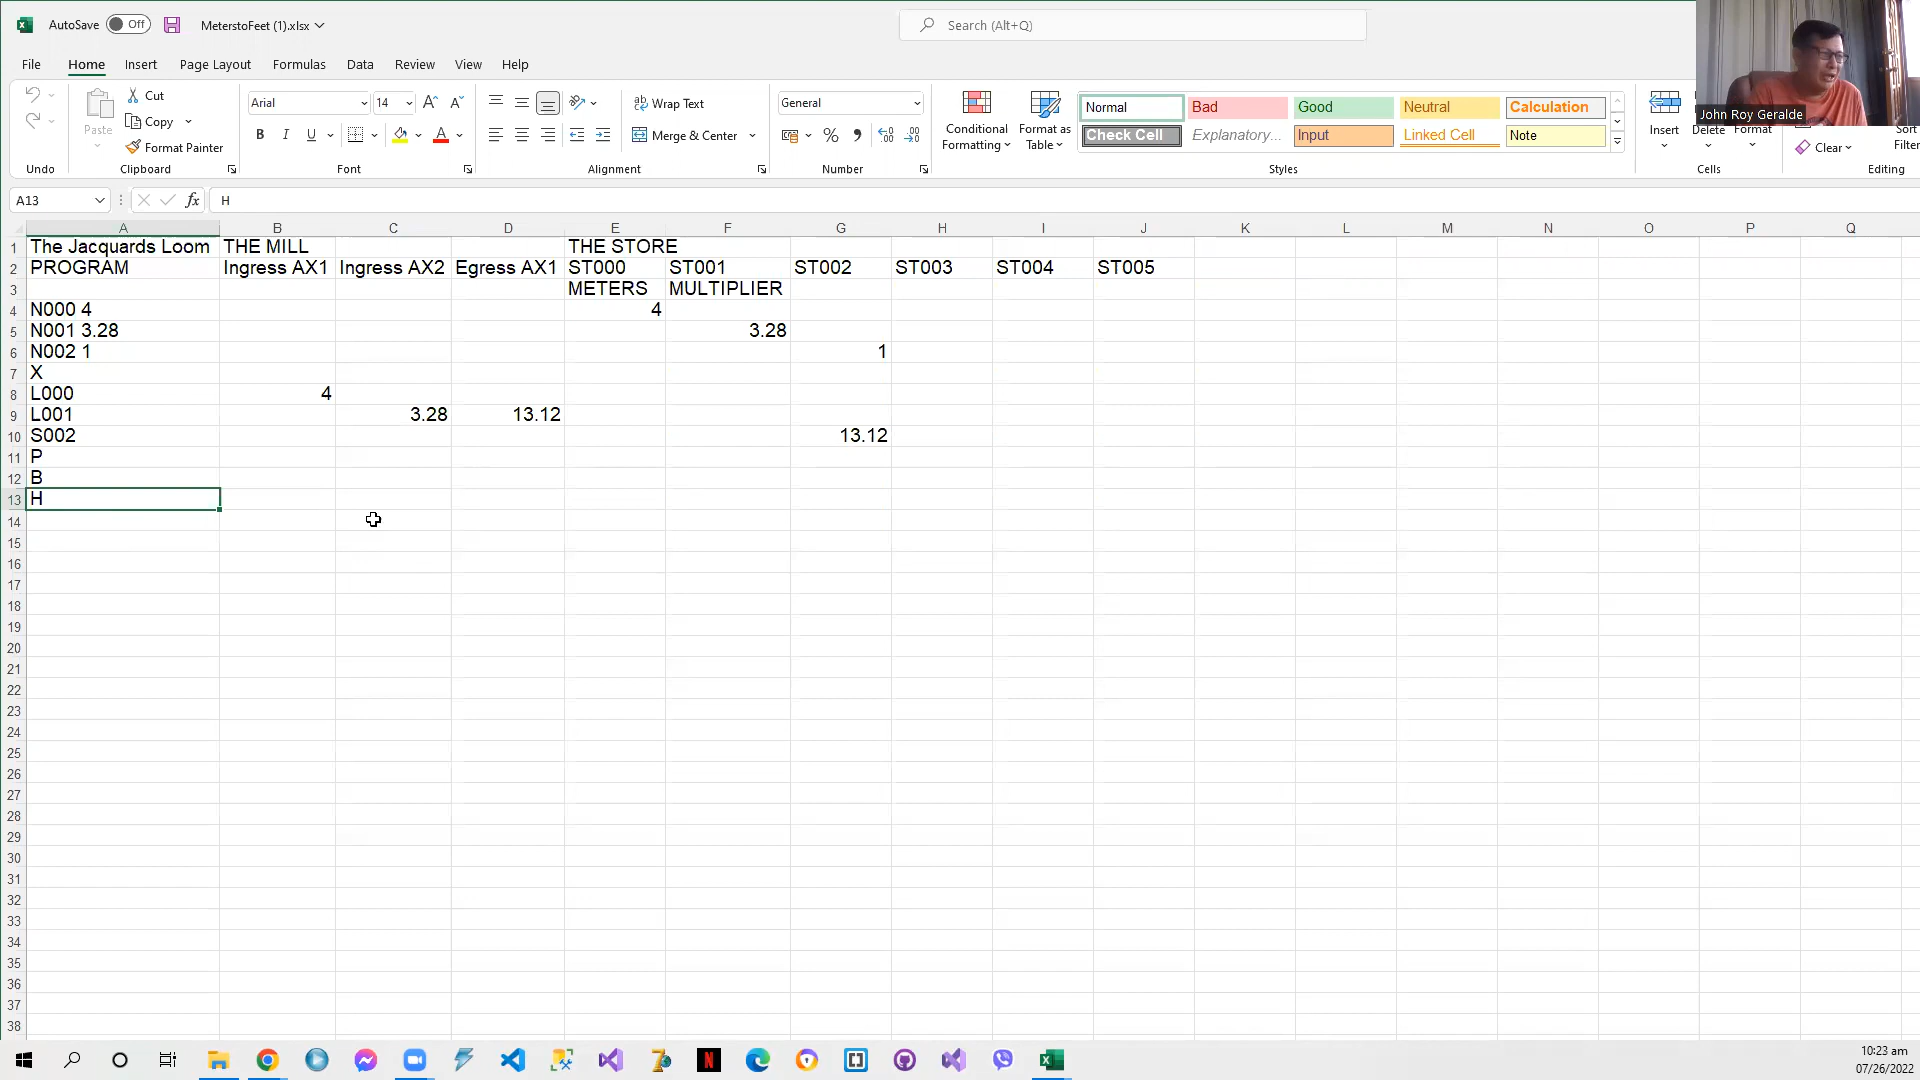 AutoSave Off MeterstoFeet (1).xlsx Search (Alt+Q)
John Roy Geralde
File Home Insert Page Layout Formulas Data Review View Help
Undo
Paste Cut Copy Format Painter Clipboard
Arial 14 B I U A Font
Wrap Text Merge & Center Alignment
General % Number
Conditional Formatting Format as Table
Normal Bad Good Neutral Calculation
Check Cell Explanatory... Input Linked Cell Note
Styles
Insert Delete Format Cells
Clear Sort Filter Editing
A13 fx H
A B C D E F G H I J K L M N O P Q
1 The Jacquards Loom THE MILL THE STORE
2 PROGRAM Ingress AX1 Ingress AX2 Egress AX1 ST000 ST001 ST002 ST003 ST004 ST005
3 METERS MULTIPLIER
4 N000 4 4
5 N001 3.28 3.28
6 N002 1 1
7 X
8 L000 4
9 L001 3.28 13.12
10 S002 13.12
11 P
12 B
13 H
14
15
16
17
18
19
20
21
22
23
24
25
26
27
28
29
30
31
32
33
34
35
36
37
38
10:23 am
07/26/2022